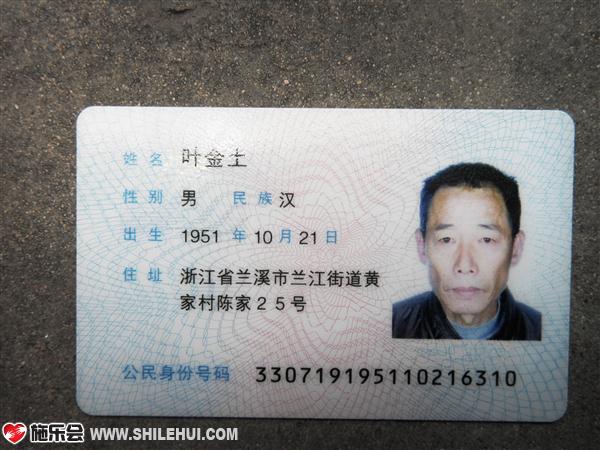 姓名 叶金土
性别 男 民族 汉
出生 1951 年 10 月 21 日
住址 浙江省兰溪市兰江街道黄
家村陈家25号
公民身份号码 330719195110216310
施乐会 WWW.SHILEHUI.COM